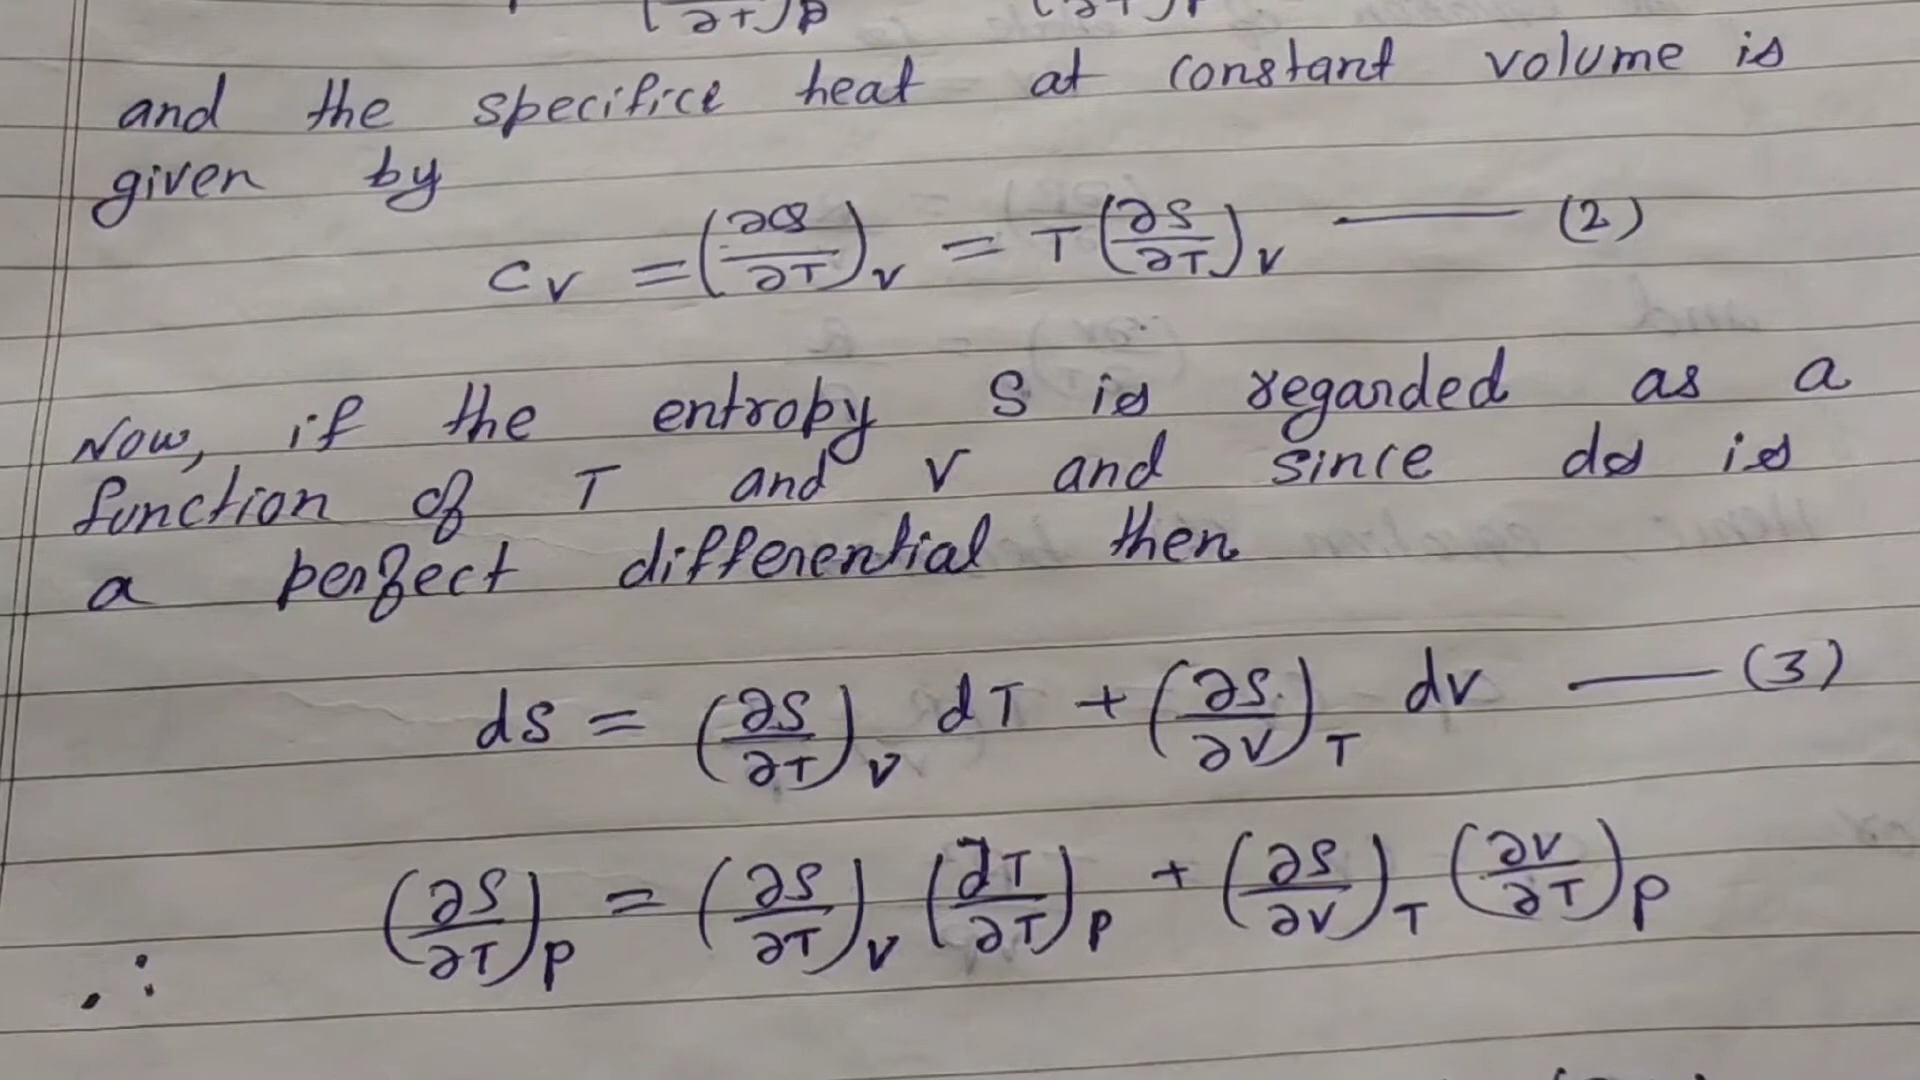 ∂T)P ∂T)P
and the specifice heat at constant volume is
given by
Cv = (∂Q/∂T)v = T(∂S/∂T)v —— (2)
Now, if the entropy S is regarded as a
function of T and V and since ds is
a perfect differential then
dS = (∂S/∂T)v dT + (∂S/∂V)T dv —— (3)
∴ (∂S/∂T)P = (∂S/∂T)v (∂T/∂T)P + (∂S/∂V)T (∂V/∂T)P